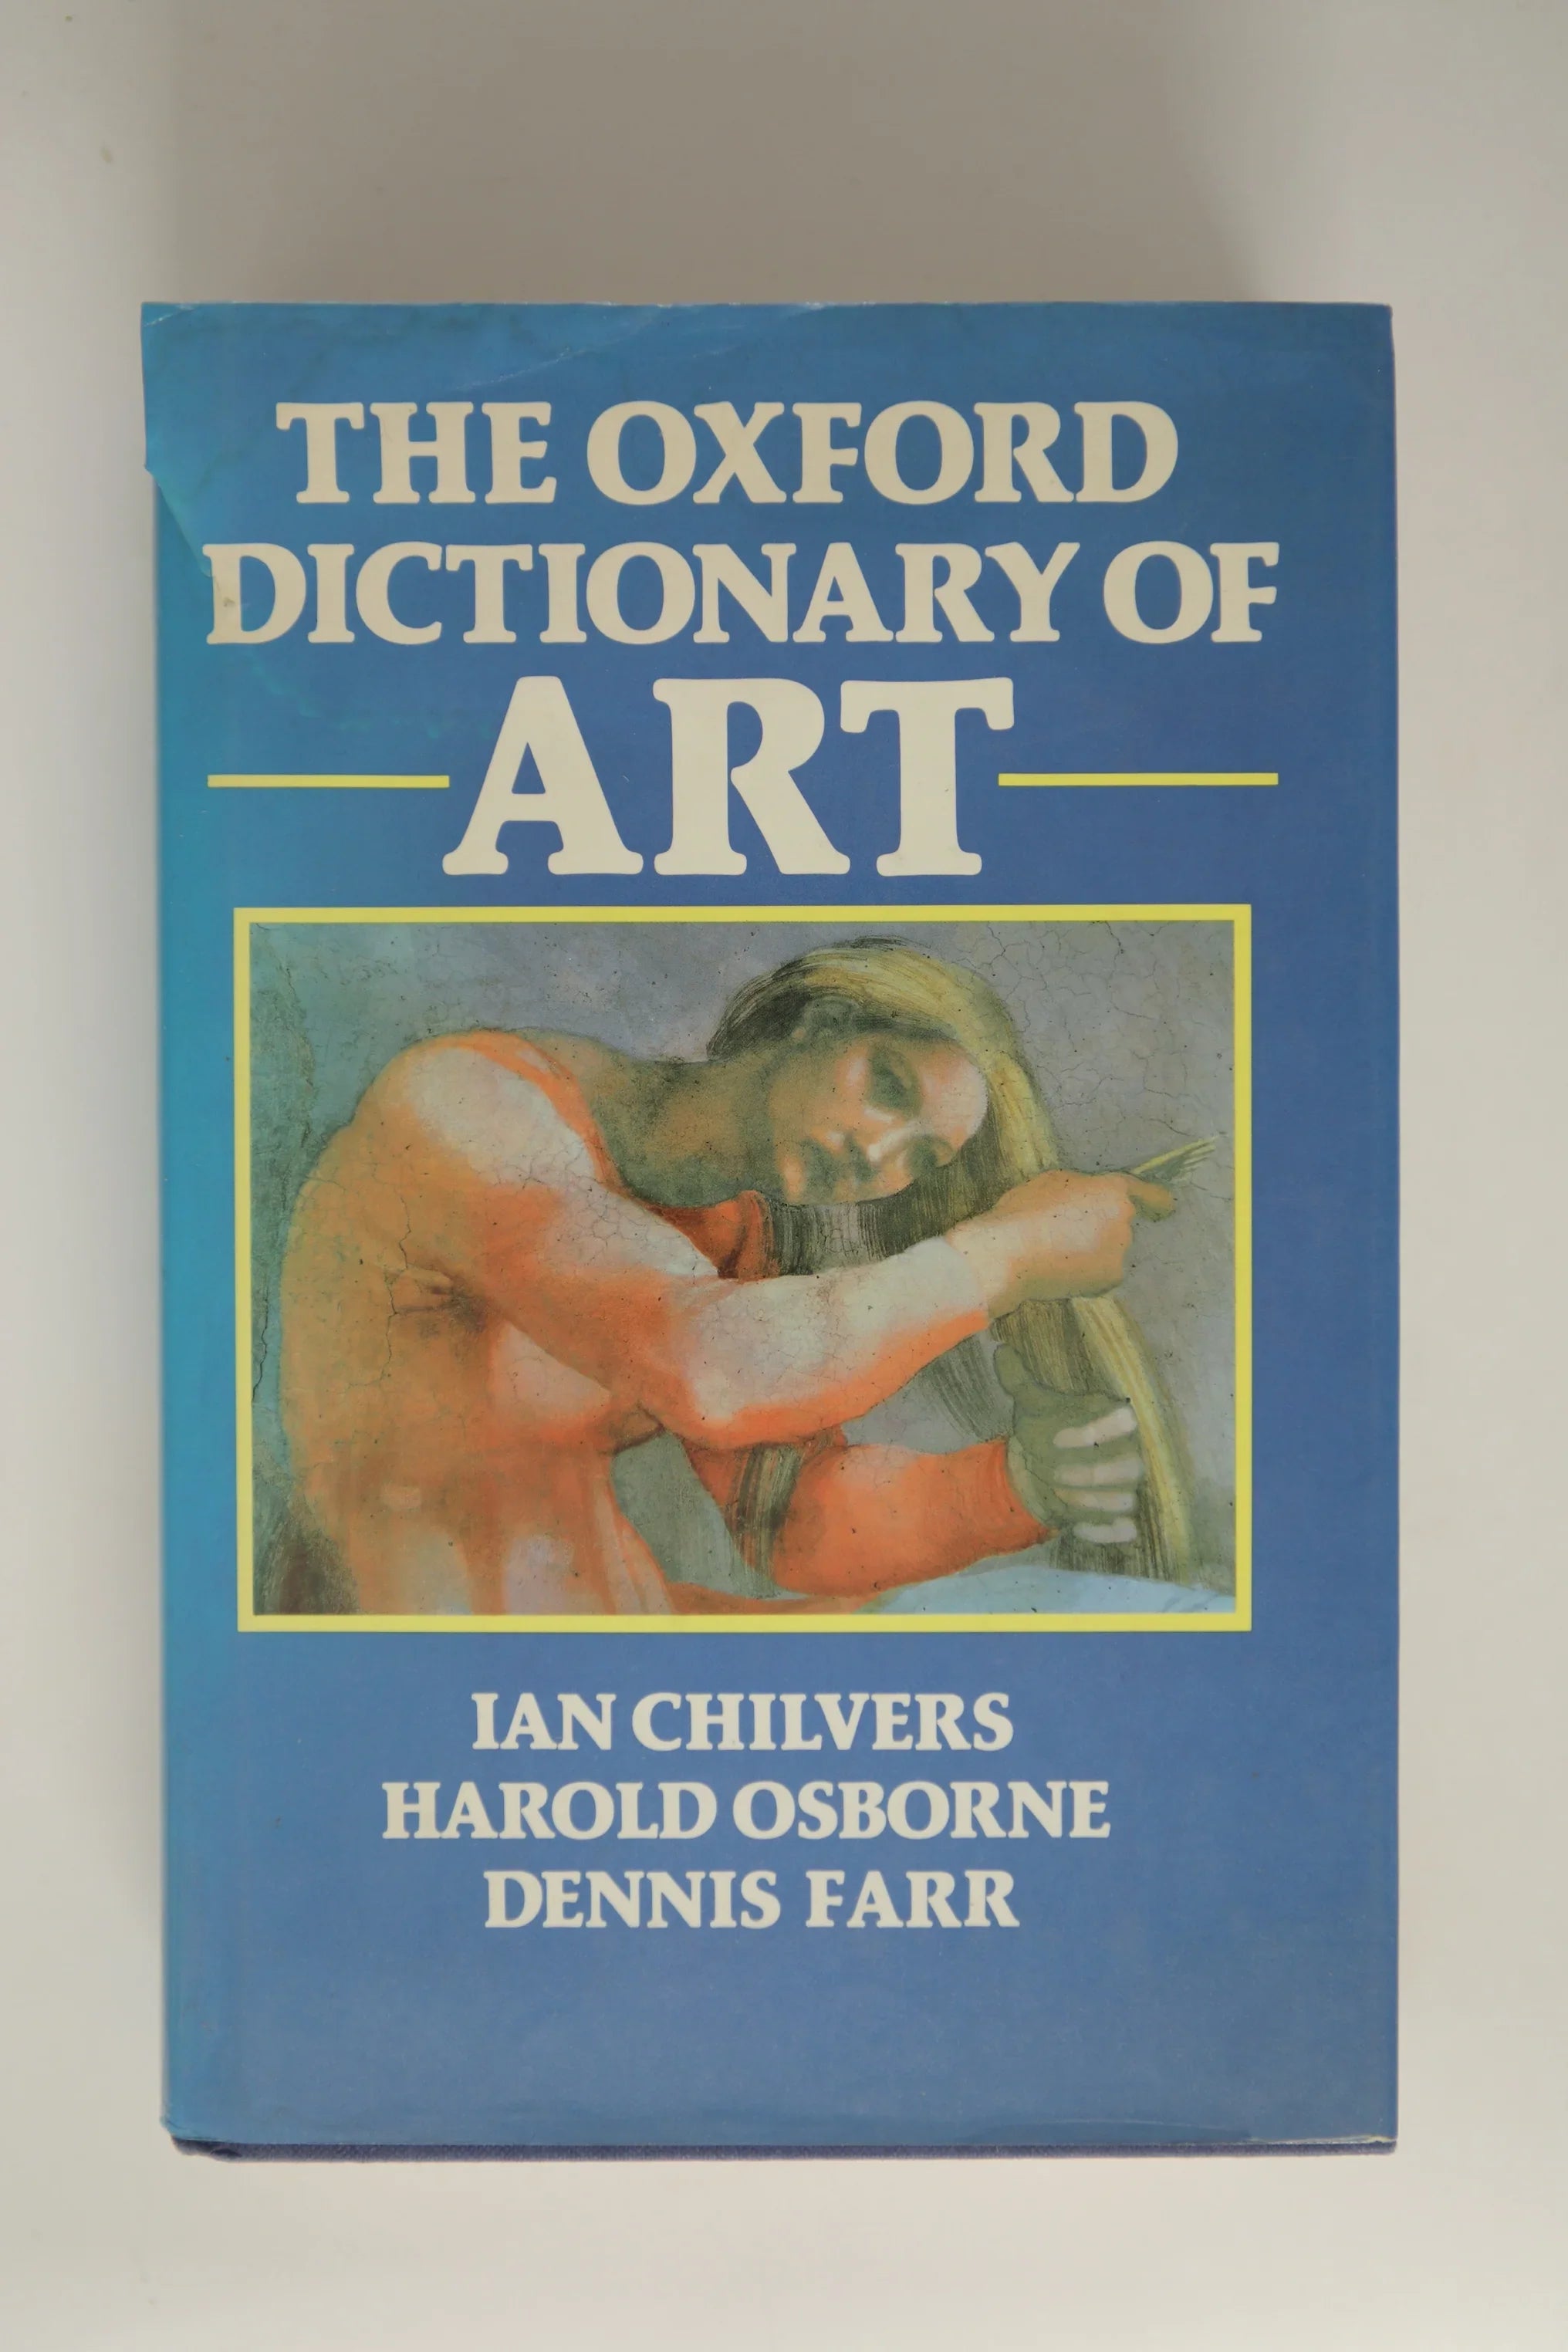 THE OXFORD
DICTIONARY OF
ART
IAN CHILVERS
HAROLD OSBORNE
DENNIS FARR